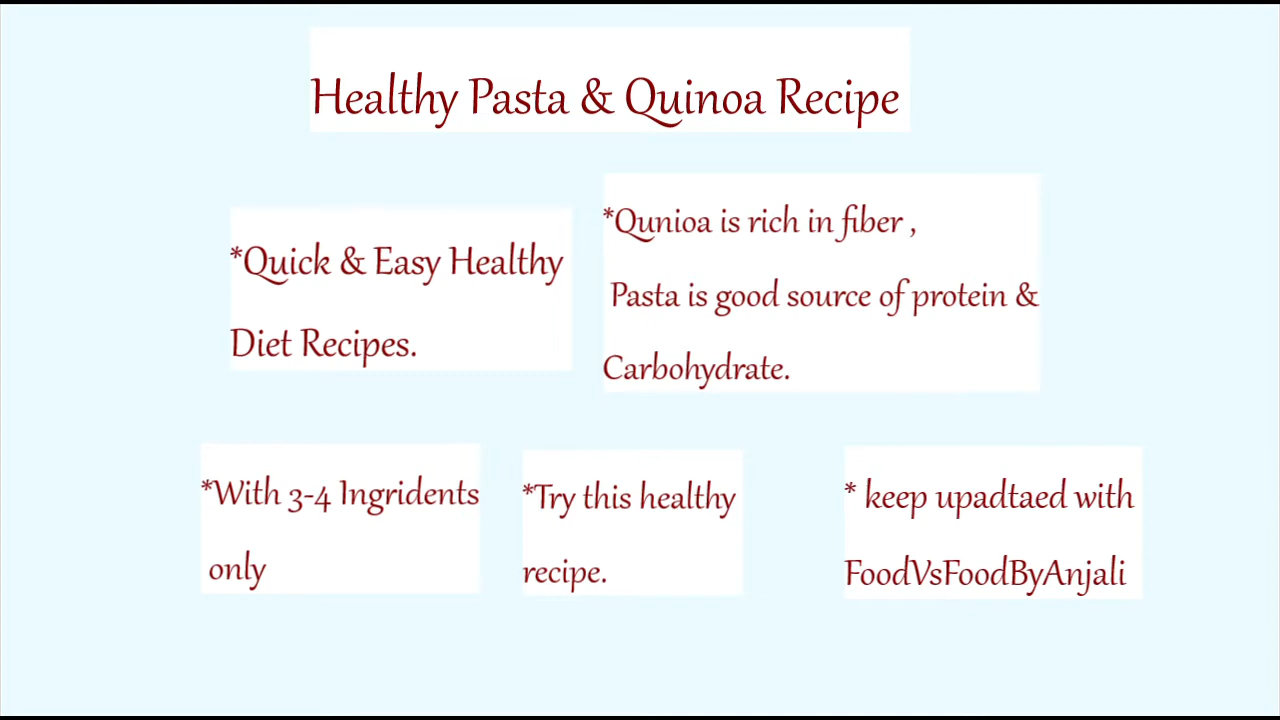 Healthy Pasta & Quinoa Recipe
*Quick & Easy Healthy
Diet Recipes.
*Qunioa is rich in fiber ,
Pasta is good source of protein &
Carbohydrate.
*With 3-4 Ingridents
only
*Try this healthy
recipe.
* keep upadtaed with
FoodVsFoodByAnjali